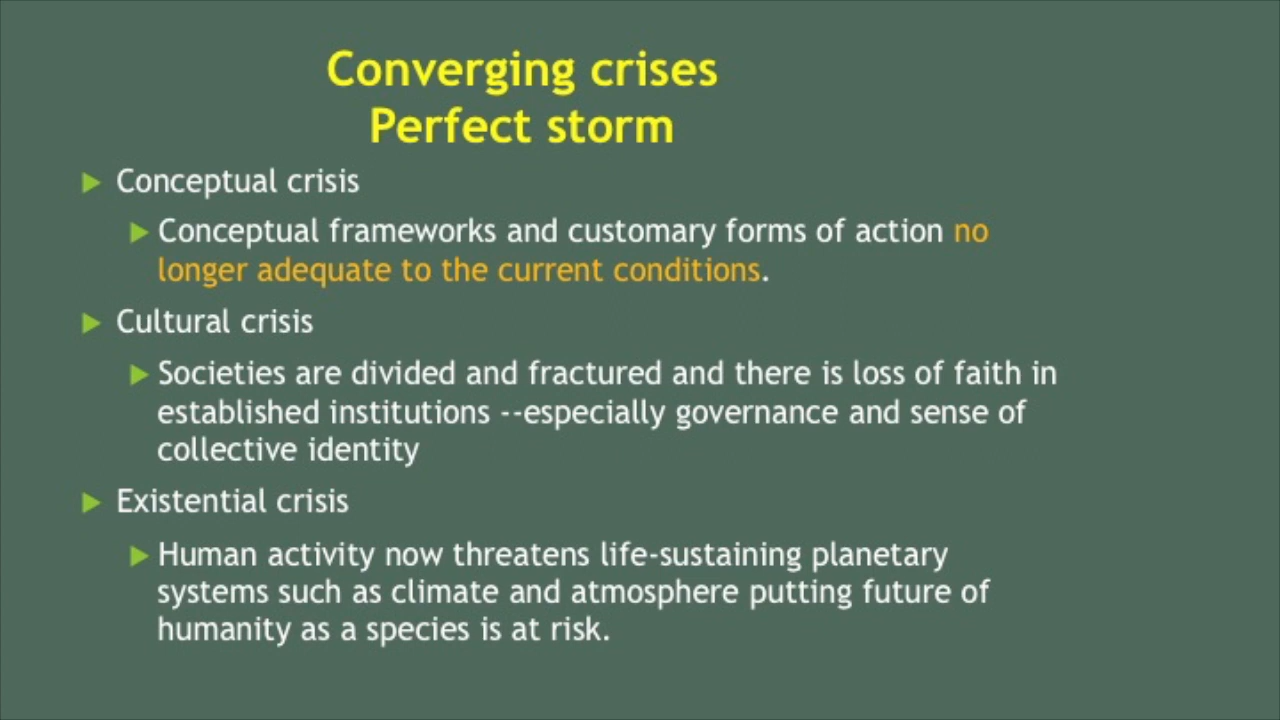 Converging crises
Perfect storm
Conceptual crisis
Conceptual frameworks and customary forms of action no
longer adequate to the current conditions.
Cultural crisis
Societies are divided and fractured and there is loss of faith in
established institutions --especially governance and sense of
collective identity
Existential crisis
Human activity now threatens life-sustaining planetary
systems such as climate and atmosphere putting future of
humanity as a species is at risk.